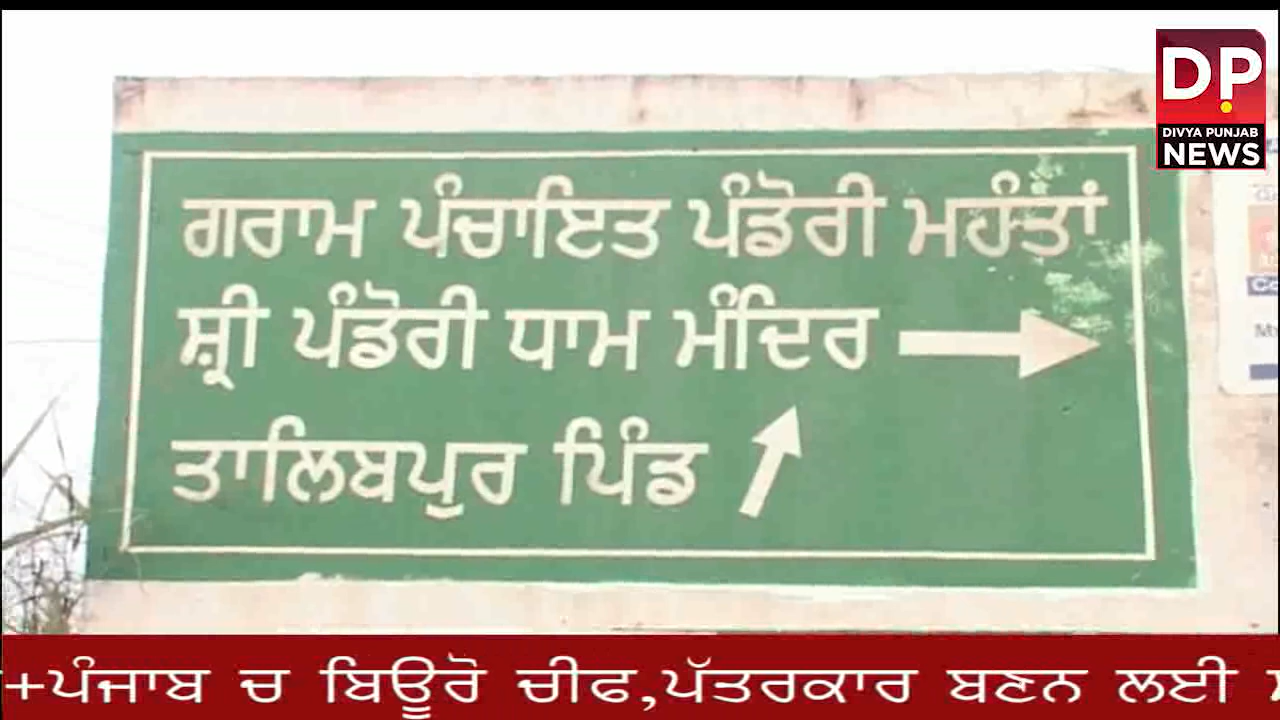 DP
DIVYA PUNJAB
NEWS
ਗਰਾਮ ਪੰਚਾਇਤ ਪੰਡੋਰੀ ਮਹੰਤਾਂ
ਸ਼੍ਰੀ ਪੰਡੋਰੀ ਧਾਮ ਮੰਦਿਰ
ਤਾਲਿਬਪੁਰ ਪਿੰਡ
+ਪੰਜਾਬ ਚ ਬਿਊਰੋ ਚੀਫ,ਪੱਤਰਕਾਰ ਬਣਨ ਲਈ